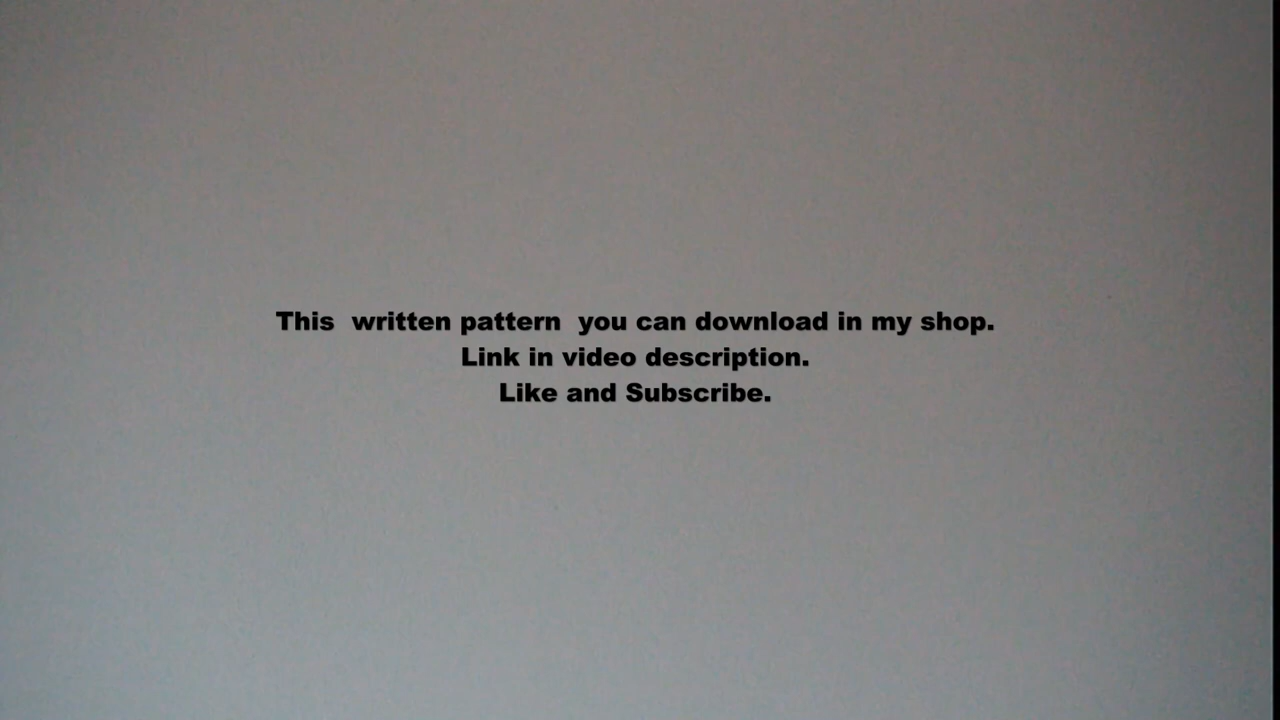 This  written pattern  you can download in my shop.
Link in video description.
Like and Subscribe.